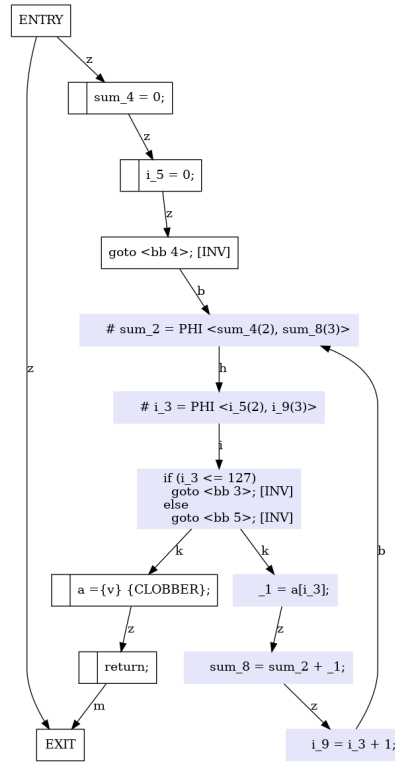 ENTRY
z
sum_4 = 0;
z
i_5 = 0;
z
goto <bb 4>; [INV]
b
# sum_2 = PHI <sum_4(2), sum_8(3)>
z
h
# i_3 = PHI <i_5(2), i_9(3)>
i
if (i_3 <= 127)
goto <bb 3>; [INV]
else
goto <bb 5>; [INV]
k
k
b
a ={v} {CLOBBER};
_1 = a[i_3];
z
z
return;
sum_8 = sum_2 + _1;
m
z
EXIT
i_9 = i_3 + 1;